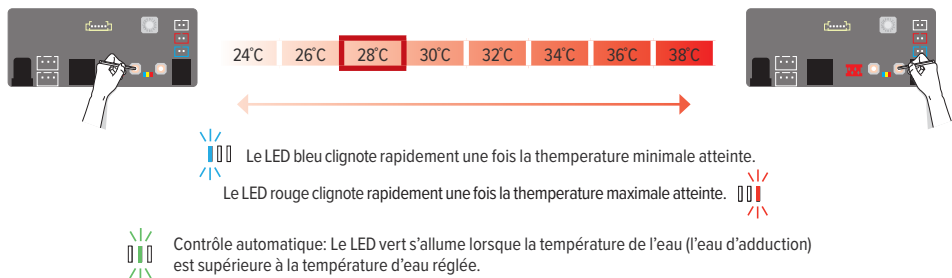 24°C 26°C 28°C 30°C 32°C 34°C 36°C 38°C
Le LED bleu clignote rapidement une fois la themperature minimale atteinte.
Le LED rouge clignote rapidement une fois la themperature maximale atteinte.
Contrôle automatique: Le LED vert s’allume lorsque la température de l’eau (l’eau d’adduction)
est supérieure à la température d’eau réglée.